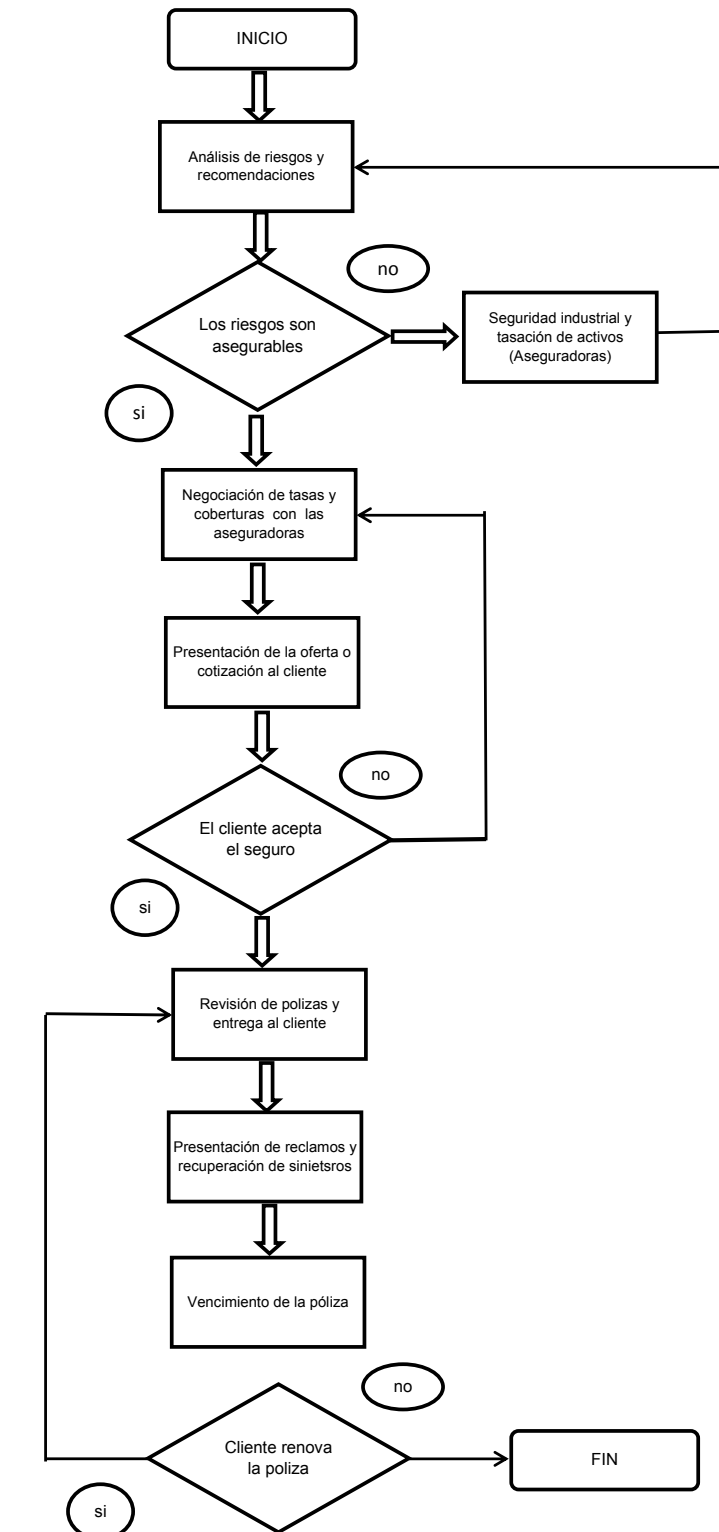 INICIO
Análisis de riesgos y
recomendaciones
no
Los riesgos son
asegurables
Seguridad industrial y
tasación de activos
(Aseguradoras)
si
Negociación de tasas y
coberturas con las
aseguradoras
Presentación de la oferta o
cotización al cliente
no
El cliente acepta
el seguro
si
Revisión de polizas y
entrega al cliente
Presentación de reclamos y
recuperación de sinietsros
Vencimiento de la póliza
no
Cliente renova
la poliza
FIN
si